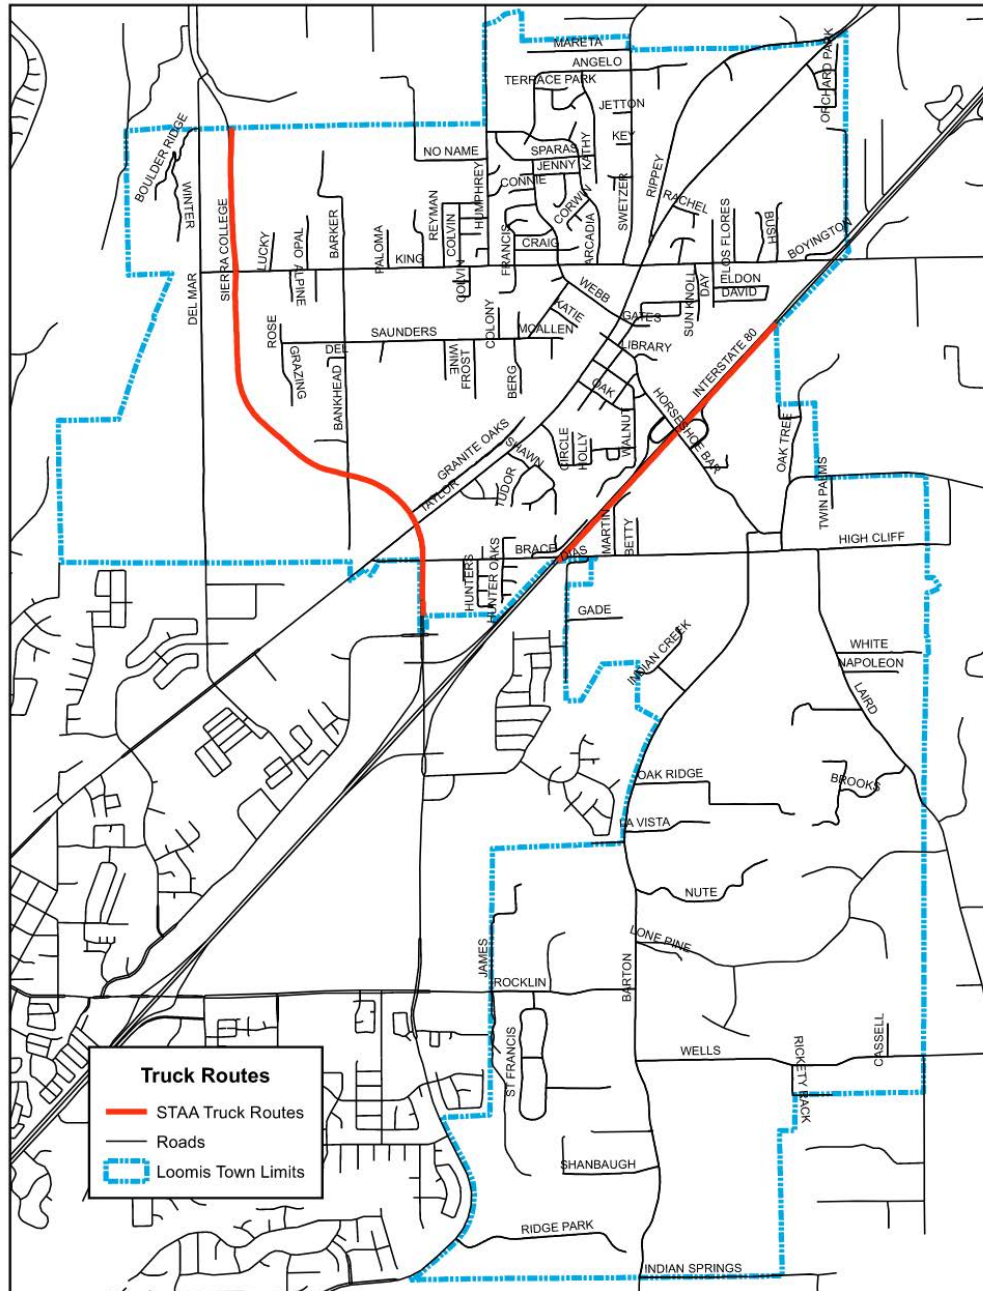 MARETA
ANGELO
TERRACE PARK
ORCHARD PARK
JETTON
BOULDER RIDGE
KEY
NO NAME
SPARAS
KATHY
JENNY
CONNIE
HUMPHREY
RIPPEY
WINTER
CORWIN
SWETZER
RACHEL
SIERRA COLLEGE
LUCKY
TAPO
ALPINE
BARKER
PALOMA
REYMAN
COLVIN
KING
FRANCIS
CRAIG
ARCADIA
ELOS FLORES
BUSH
BOYINGTON
DEL MAR
COLONY
WEBB
KATIE
SUN KNOLL
DAY
ELDON
DAVID
GATES
ROSE
SAUNDERS
MCALLEN
LIBRARY
INTERSTATE 80
GRAZING
DEL
BANKHEAD
WINE
FROST
BERG
OAK
HORSESHOE BAR
GRANITE OAKS
SHAWN
CIRCLE
HOLLY
WALNUT
OAK TREE
TAYLOR
TUDOR
TWIN PALMS
MARTIN
BETTY
HIGH CLIFF
BRACE
DIAS
HUNTERS
HUNTER OAKS
GADE
INDIAN CREEK
WHITE
NAPOLEON
LAIRD
OAK RIDGE
BROOKS
LA VISTA
NUTE
LONE PINE
JAMES
ROCKLIN
BARTON
ST FRANCIS
WELLS
RICKETY RACK
CASSELL
SHANBAUGH
RIDGE PARK
INDIAN SPRINGS
Truck Routes
STAA Truck Routes
Roads
Loomis Town Limits